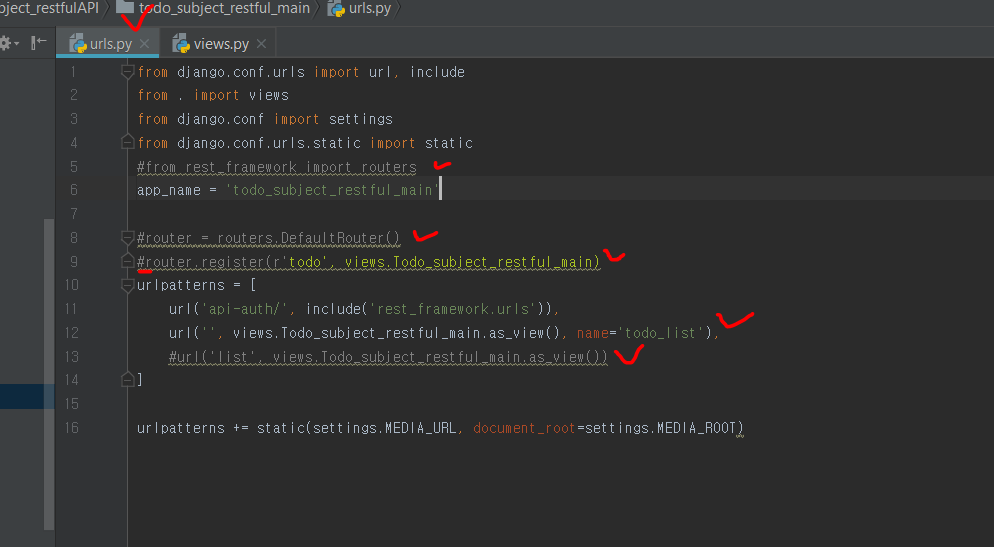 bject_restfulAPI todo_subject_restful_main urls.py
urls.py views.py
1 from django.conf.urls import url, include
2 from . import views
3 from django.conf import settings
4 from django.conf.urls.static import static
5 #from rest_framework import routers
6 app_name = 'todo_subject_restful_main'
7
8 #router = routers.DefaultRouter()
9 #router.register(r'todo', views.Todo_subject_restful_main)
10 urlpatterns = [
11     url('api-auth/', include('rest_framework.urls')),
12     url('', views.Todo_subject_restful_main.as_view(), name='todo_list'),
13     #url('list', views.Todo_subject_restful_main.as_view())
14 ]
15
16 urlpatterns += static(settings.MEDIA_URL, document_root=settings.MEDIA_ROOT)